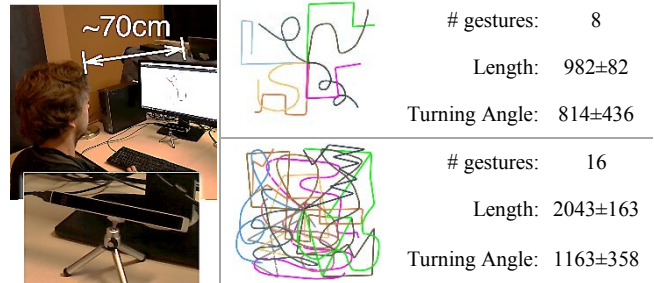 ~70cm
# gestures: 8
Length: 982±82
Turning Angle: 814±436
# gestures: 16
Length: 2043±163
Turning Angle: 1163±358